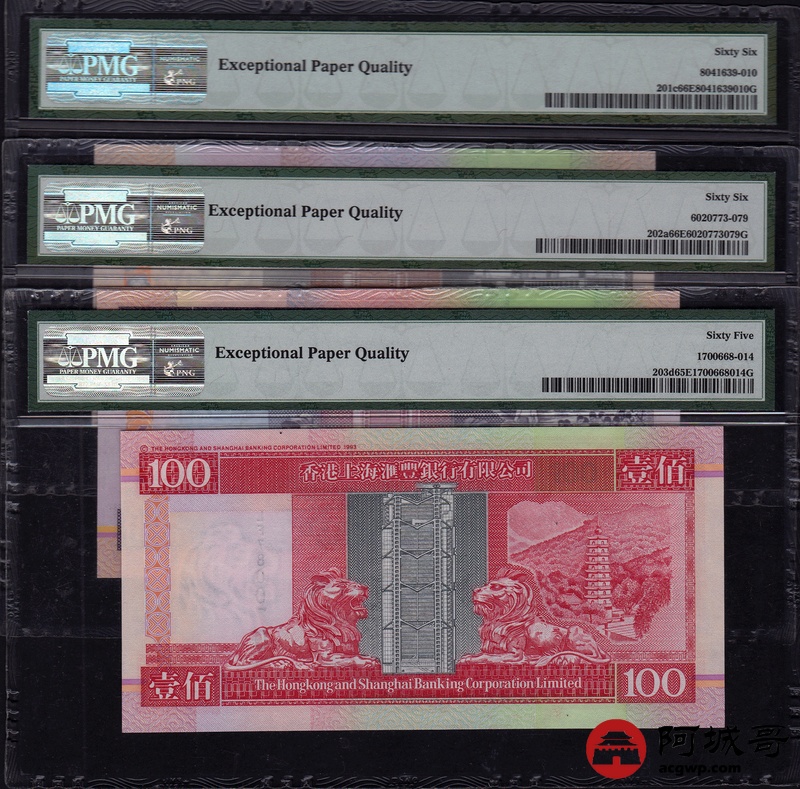 PMG
PAPER MONEY GUARANTY
NUMISMATIC
PNG
Exceptional Paper Quality
Sixty Six
8041639-010
201c66E8041639010G
PMG
PAPER MONEY GUARANTY
NUMISMATIC
PNG
Exceptional Paper Quality
Sixty Six
6020773-079
202a66E6020773079G
PMG
PAPER MONEY GUARANTY
NUMISMATIC
PNG
Exceptional Paper Quality
Sixty Five
1700668-014
203d65E1700668014G
© THE HONGKONG AND SHANGHAI BANKING CORPORATION LIMITED 1993
100
香港上海滙豐銀行有限公司
壹佰
壹佰
The Hongkong and Shanghai Banking Corporation Limited
100
阿城哥
acgwp.com